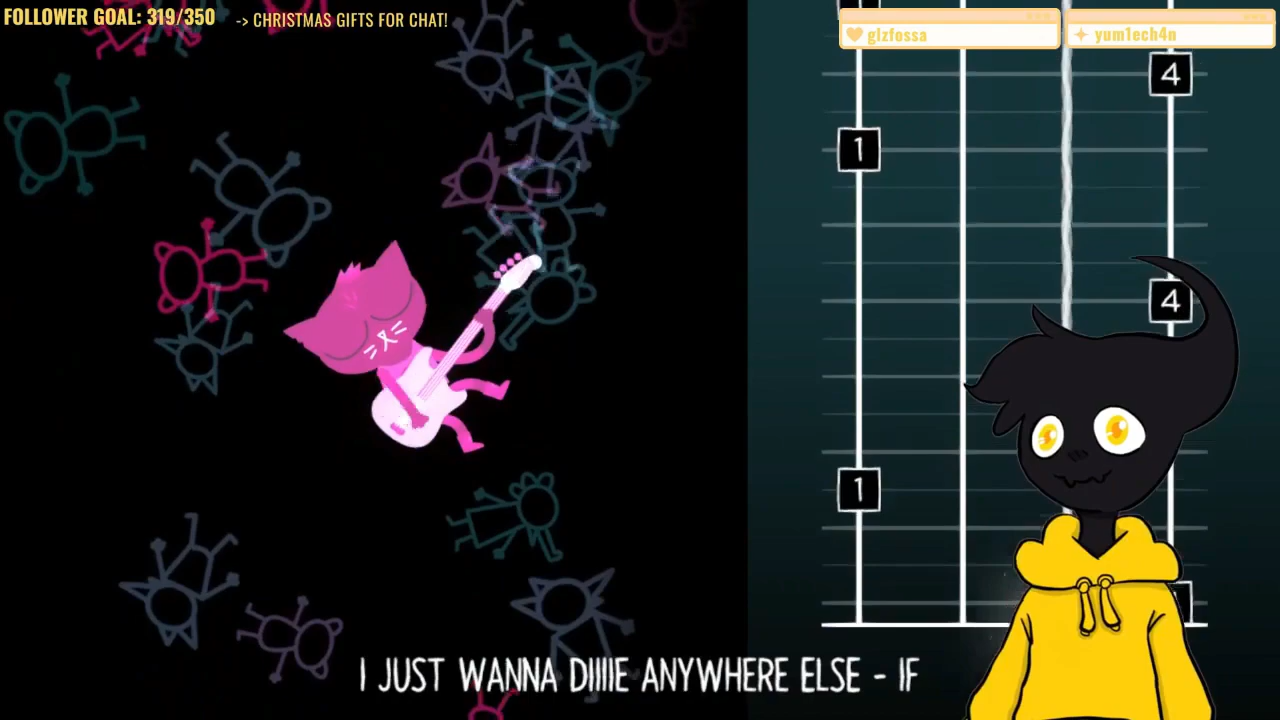 FOLLOWER GOAL: 319/350
-> CHRISTMAS GIFTS FOR CHAT!
glzfossa
yum1ech4n
4
1
4
1
I JUST WANNA DIIIIE ANYWHERE ELSE - IF